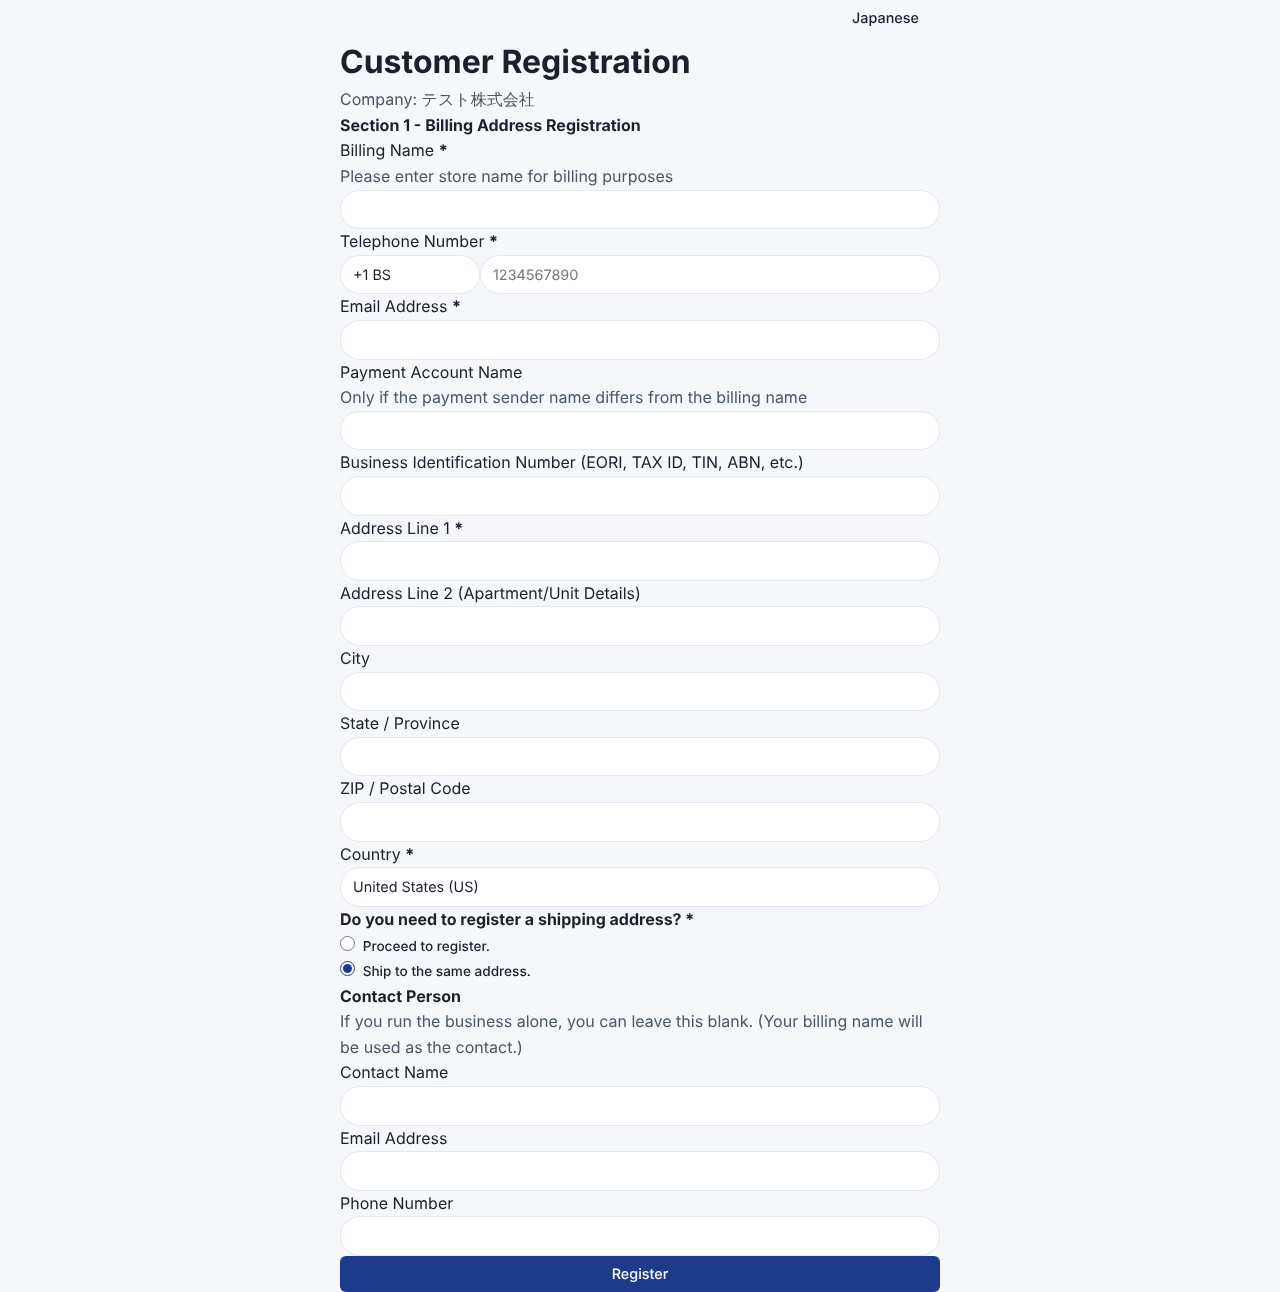 Japanese
Customer Registration
Company: テスト株式会社
Section 1 - Billing Address Registration
Billing Name *
Please enter store name for billing purposes
Telephone Number *
+1 BS
1234567890
Email Address *
Payment Account Name
Only if the payment sender name differs from the billing name
Business Identification Number (EORI, TAX ID, TIN, ABN, etc.)
Address Line 1 *
Address Line 2 (Apartment/Unit Details)
City
State / Province
ZIP / Postal Code
Country *
United States (US)
Do you need to register a shipping address? *
Proceed to register.
Ship to the same address.
Contact Person
If you run the business alone, you can leave this blank. (Your billing name will
be used as the contact.)
Contact Name
Email Address
Phone Number
Register